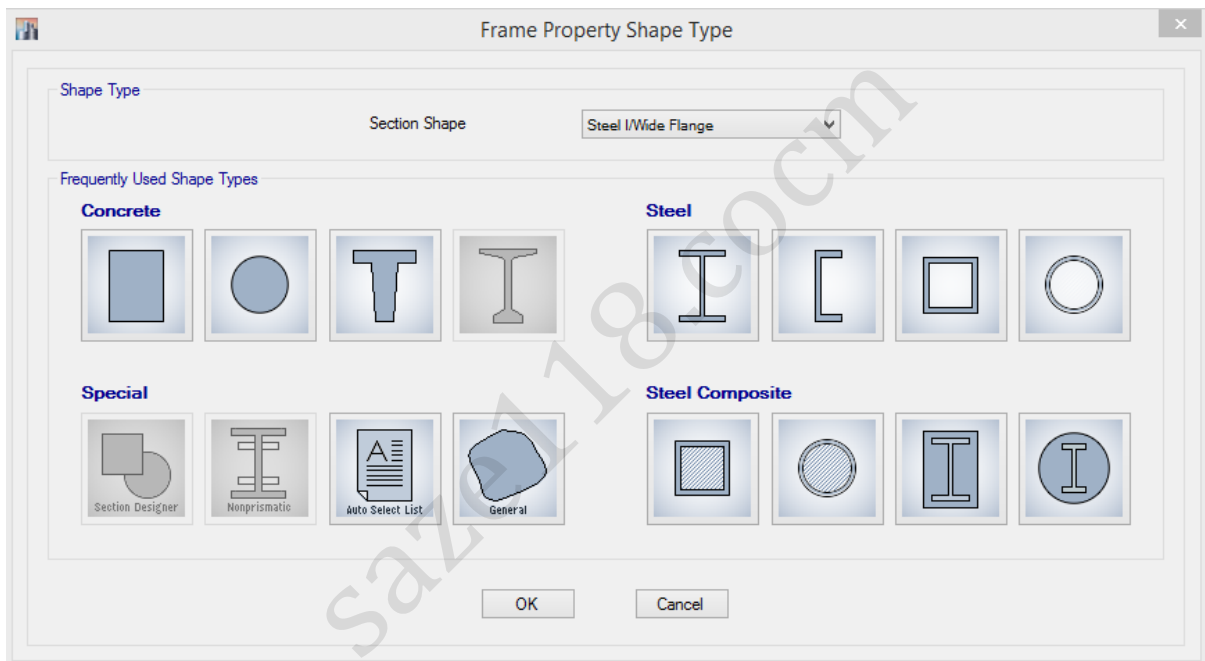 Frame Property Shape Type
Shape Type
Section Shape
Steel I/Wide Flange
Frequently Used Shape Types
Concrete
Steel
Special
Steel Composite
Section Designer
Nonprismatic
A
Auto Select List
General
OK
Cancel
saze118.cocm